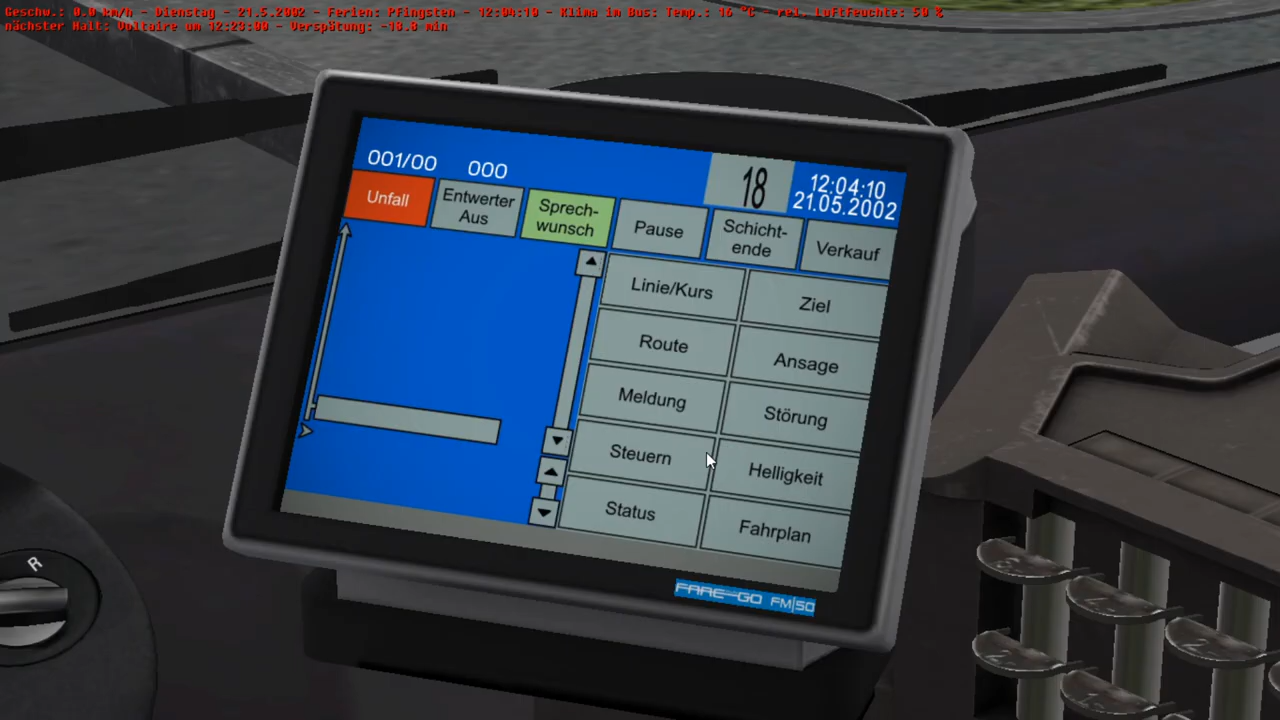 Geschw.: 0.0 km/h - Dienstag - 21.5.2002 - Ferien: Pfingsten - 12:04:10 - Klima im Bus: Temp.: 16 °C - rel. Luftfeuchte: 50 %
nächster Halt: Voltaire um 12:23:00 - Verspätung: -18.8 min
001/00 000 18 12:04:10
21.05.2002
Unfall
Entwerter
Aus
Sprech-
wunsch
Pause
Schicht-
ende
Verkauf
Linie/Kurs
Ziel
Route
Ansage
Meldung
Störung
Steuern
Helligkeit
Status
Fahrplan
FARE-GO FM|50
R